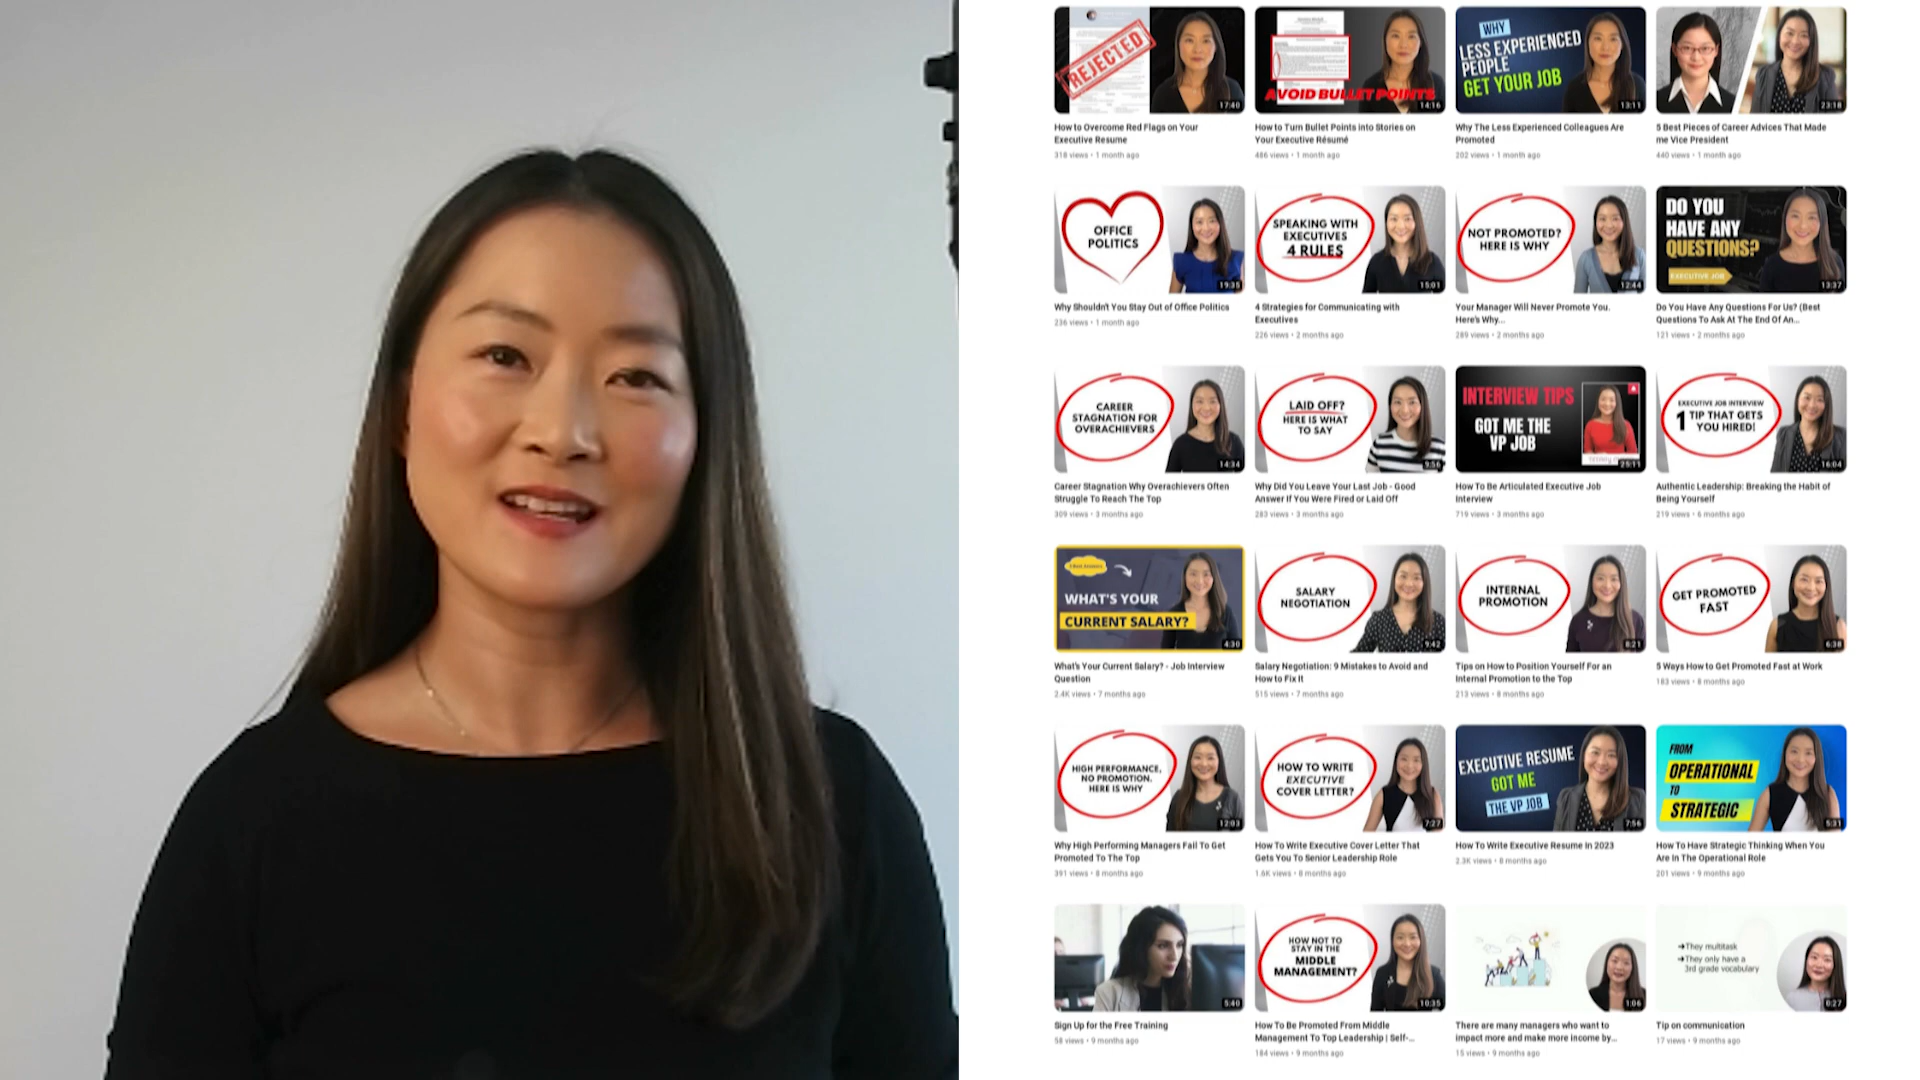 REJECTED
17:40
How to Overcome Red Flags on Your
Executive Resume
318 views • 1 month ago
AVOID BULLET POINTS
14:16
How to Turn Bullet Points into Stories on
Your Executive Résumé
486 views • 1 month ago
WHY
LESS EXPERIENCED
PEOPLE
GET YOUR JOB
13:11
Why The Less Experienced Colleagues Are
Promoted
202 views • 1 month ago
23:18
5 Best Pieces of Career Advices That Made
me Vice President
440 views • 1 month ago
OFFICE
POLITICS
19:35
Why Shouldn't You Stay Out of Office Politics
236 views • 1 month ago
SPEAKING WITH
EXECUTIVES
4 RULES
15:01
4 Strategies for Communicating with
Executives
226 views • 2 months ago
NOT PROMOTED?
HERE IS WHY
12:44
Your Manager Will Never Promote You.
Here's Why...
289 views • 2 months ago
DO YOU
HAVE ANY
QUESTIONS?
EXECUTIVE JOB
13:37
Do You Have Any Questions For Us? (Best
Questions To Ask At The End Of An...
121 views • 2 months ago
CAREER
STAGNATION FOR
OVERACHIEVERS
14:34
Career Stagnation Why Overachievers Often
Struggle To Reach The Top
309 views • 3 months ago
LAID OFF?
HERE IS WHAT
TO SAY
9:56
Why Did You Leave Your Last Job - Good
Answer If You Were Fired or Laid Off
283 views • 3 months ago
INTERVIEW TIPS
GOT ME THE
VP JOB
25:11
How To Be Articulated Executive Job
Interview
719 views • 3 months ago
EXECUTIVE JOB INTERVIEW
1 TIP THAT GETS
YOU HIRED!
16:04
Authentic Leadership: Breaking the Habit of
Being Yourself
219 views • 6 months ago
WHAT'S YOUR
CURRENT SALARY?
4:30
What's Your Current Salary? - Job Interview
Question
2.4K views • 7 months ago
SALARY
NEGOTIATION
9:42
Salary Negotiation: 9 Mistakes to Avoid and
How to Fix It
515 views • 7 months ago
INTERNAL
PROMOTION
8:21
Tips on How to Position Yourself For an
Internal Promotion to the Top
213 views • 8 months ago
GET PROMOTED
FAST
6:38
5 Ways How to Get Promoted Fast at Work
183 views • 8 months ago
HIGH PERFORMANCE,
NO PROMOTION.
HERE IS WHY
12:03
Why High Performing Managers Fail To Get
Promoted To The Top
391 views • 8 months ago
HOW TO WRITE
EXECUTIVE
COVER LETTER?
7:27
How To Write Executive Cover Letter That
Gets You To Senior Leadership Role
1.6K views • 8 months ago
EXECUTIVE RESUME
GOT ME
THE VP JOB
7:56
How To Write Executive Resume In 2023
2.3K views • 8 months ago
FROM
OPERATIONAL
TO
STRATEGIC
5:31
How To Have Strategic Thinking When You
Are In The Operational Role
201 views • 9 months ago
5:40
Sign Up for the Free Training
58 views • 9 months ago
HOW NOT TO
STAY IN THE
MIDDLE
MANAGEMENT?
10:35
How To Be Promoted From Middle
Management To Top Leadership | Self-...
184 views • 9 months ago
1:06
There are many managers who want to
impact more and make more income by...
15 views • 9 months ago
→They multitask
→They only have a
3rd grade vocabulary
0:27
Tip on communication
17 views • 9 months ago